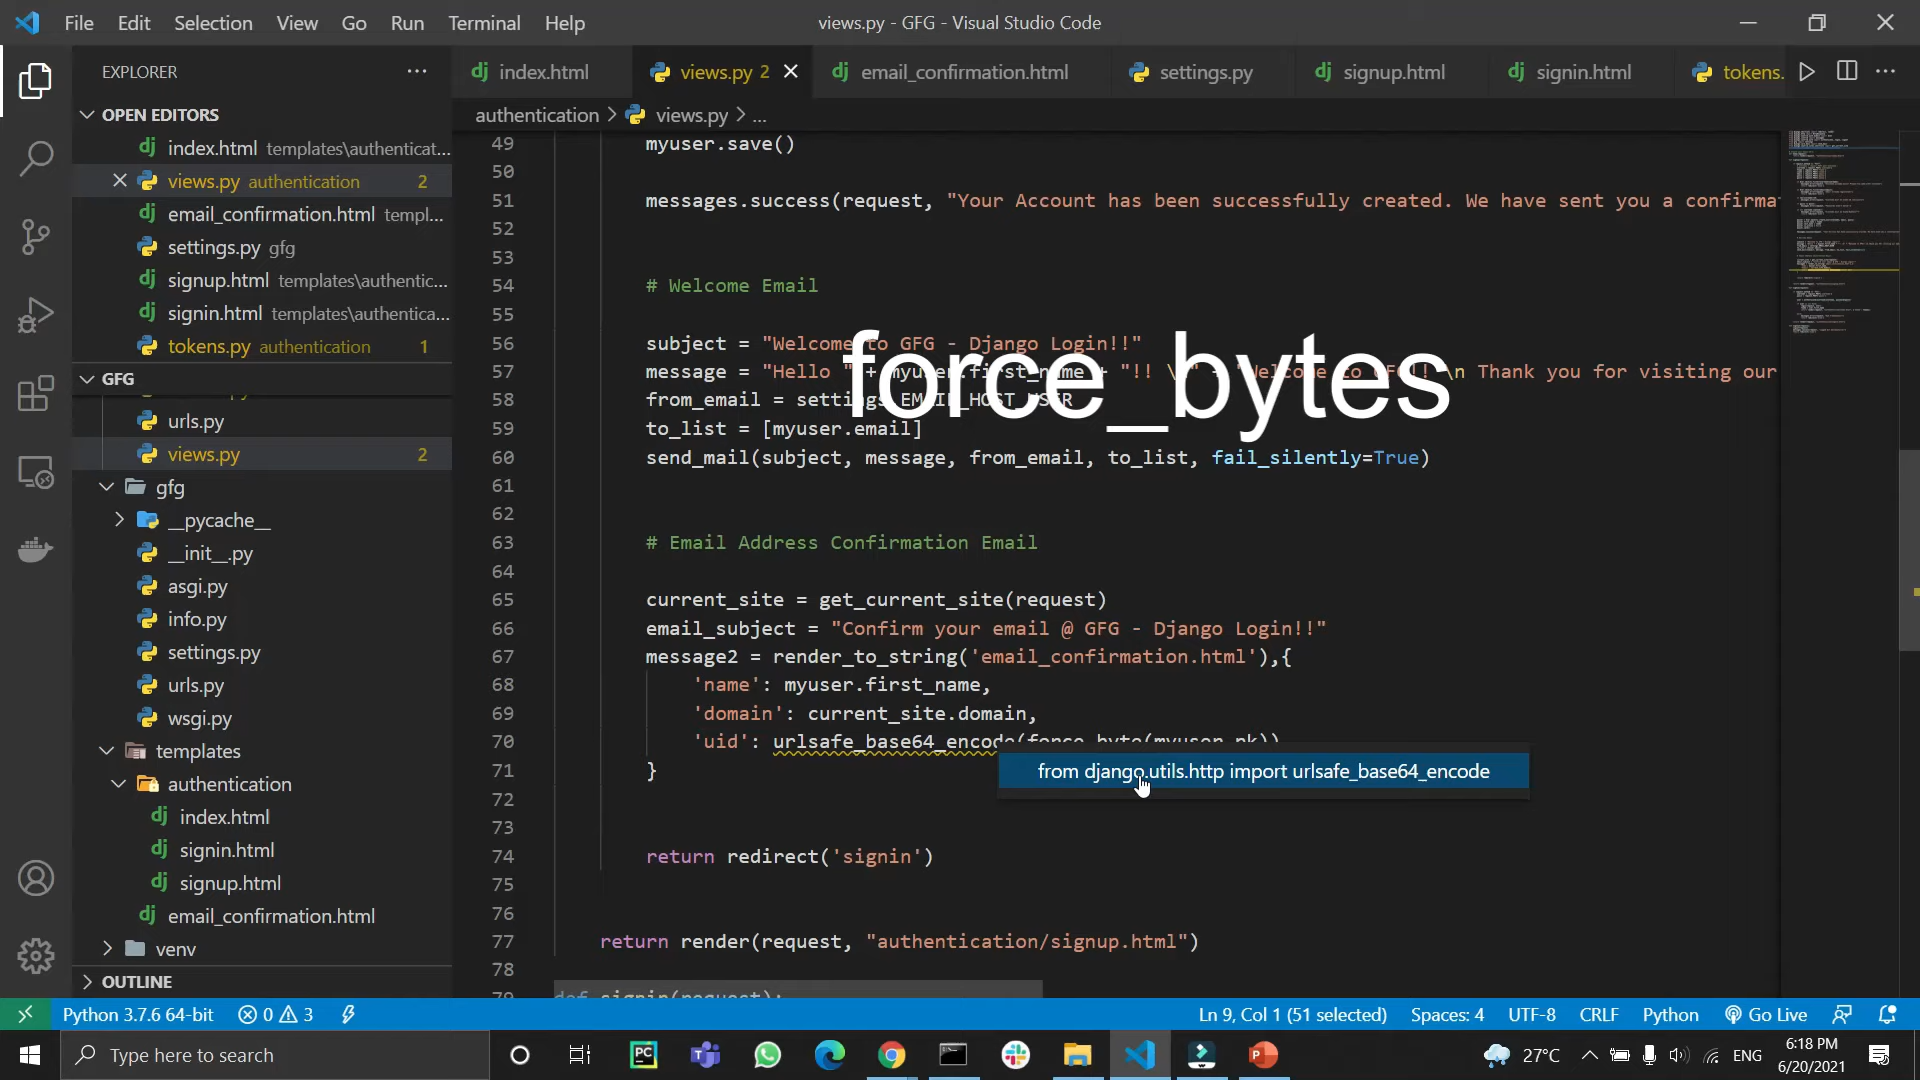 File Edit Selection View Go Run Terminal Help
views.py - GFG - Visual Studio Code
EXPLORER
OPEN EDITORS
index.html templates\authenticat...
views.py authentication 2
email_confirmation.html templ...
settings.py gfg
signup.html templates\authentic...
signin.html templates\authentica...
tokens.py authentication 1
GFG
urls.py
views.py 2
gfg
__pycache__
__init__.py
asgi.py
info.py
settings.py
urls.py
wsgi.py
templates
authentication
index.html
signin.html
signup.html
email_confirmation.html
venv
OUTLINE
index.html views.py 2 email_confirmation.html settings.py signup.html signin.html tokens.
authentication > views.py > ...
49 myuser.save()
50
51 messages.success(request, "Your Account has been successfully created. We have sent you a confirma
52
53
54 # Welcome Email
55
56 subject = "Welcome to GFG - Django Login!!"
57 message = "Hello " + myuser.first_name + "!! \ Welcome to GFG!! \n Thank you for visiting our
58 from_email = settings EMAIL_HOST_USER
59 to_list = [myuser.email]
60 send_mail(subject, message, from_email, to_list, fail_silently=True)
61
62
63 # Email Address Confirmation Email
64
65 current_site = get_current_site(request)
66 email_subject = "Confirm your email @ GFG - Django Login!!"
67 message2 = render_to_string('email_confirmation.html'),{
68 'name': myuser.first_name,
69 'domain': current_site.domain,
70 'uid': urlsafe_base64_encode(force_byte(myuser.pk))
71 }
72
73
74 return redirect('signin')
75
76
77 return render(request, "authentication/signup.html")
78
79 def signin(request):
force_bytes
from django.utils.http import urlsafe_base64_encode
Python 3.7.6 64-bit 0 3 Ln 9, Col 1 (51 selected) Spaces: 4 UTF-8 CRLF Python Go Live
Type here to search 27°C ENG 6:18 PM
6/20/2021